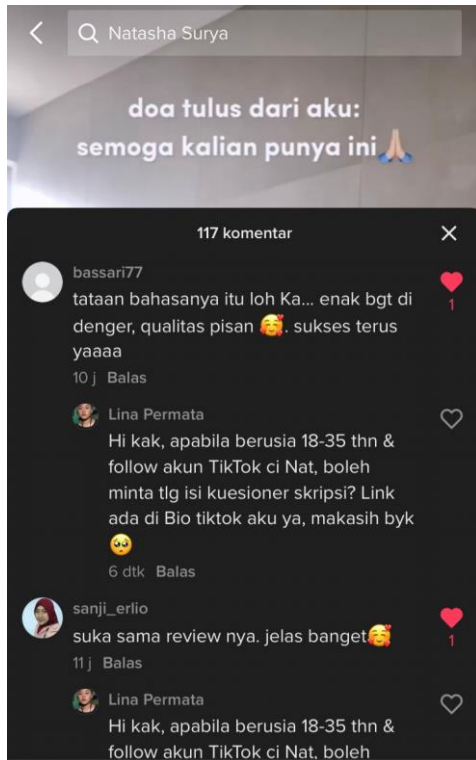 Natasha Surya
doa tulus dari aku:
semoga kalian punya ini🙏🏻
117 komentar
bassari77
tataan bahasanya itu loh Ka... enak bgt di
denger, qualitas pisan 🥰. sukses terus
yaaaa
1
10 j Balas
Lina Permata
Hi kak, apabila berusia 18-35 thn &
follow akun TikTok ci Nat, boleh
minta tlg isi kuesioner skripsi? Link
ada di Bio tiktok aku ya, makasih byk
🥺
6 dtk Balas
sanji_erlio
suka sama review nya. jelas banget🥰
1
11 j Balas
Lina Permata
Hi kak, apabila berusia 18-35 thn &
follow akun TikTok ci Nat, boleh